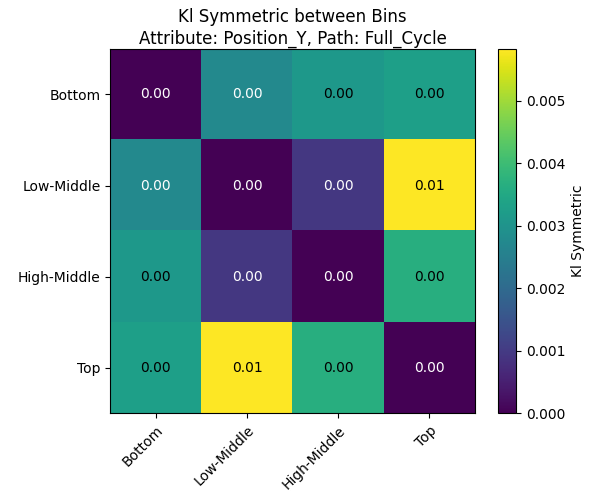 Kl Symmetric between Bins
Attribute: Position_Y, Path: Full_Cycle
Bottom 0.00 0.00 0.00 0.00
Low-Middle 0.00 0.00 0.00 0.01
High-Middle 0.00 0.00 0.00 0.00
Top 0.00 0.01 0.00 0.00
Bottom Low-Middle High-Middle Top
0.005
0.004
0.003
0.002
0.001
0.000
Kl Symmetric